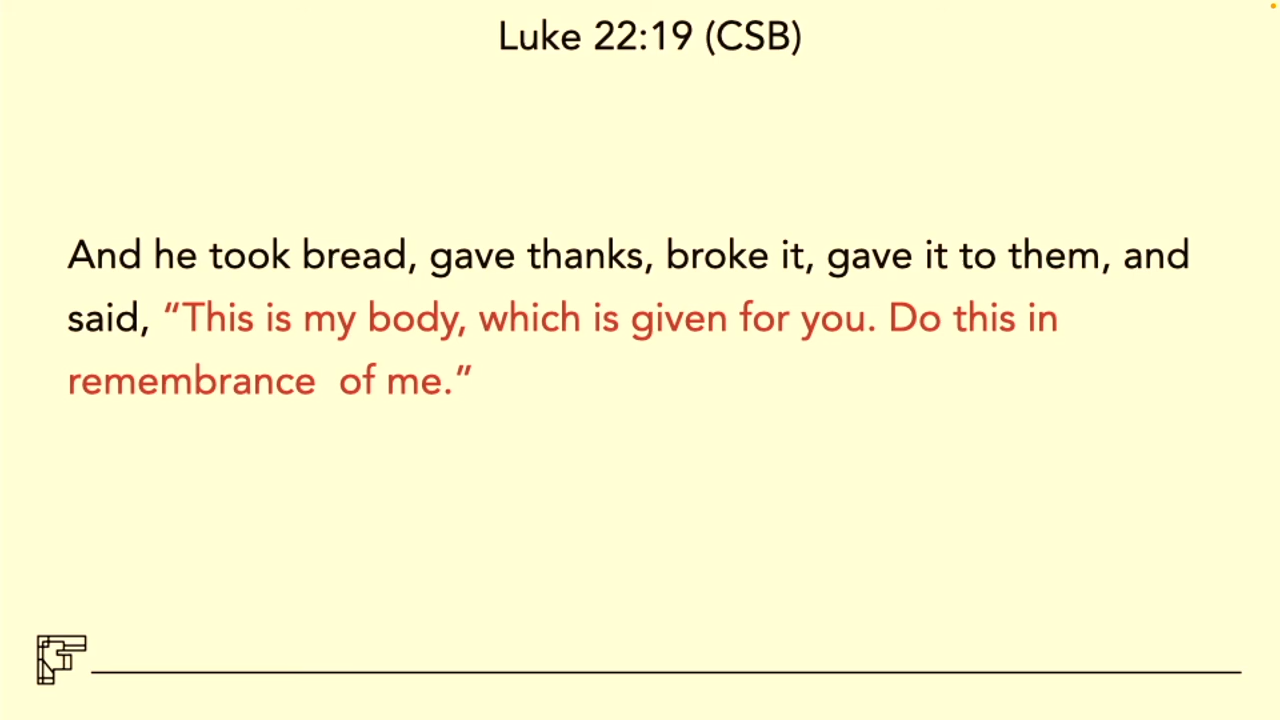 Luke 22:19 (CSB)
And he took bread, gave thanks, broke it, gave it to them, and
said, “This is my body, which is given for you. Do this in
remembrance  of me.”